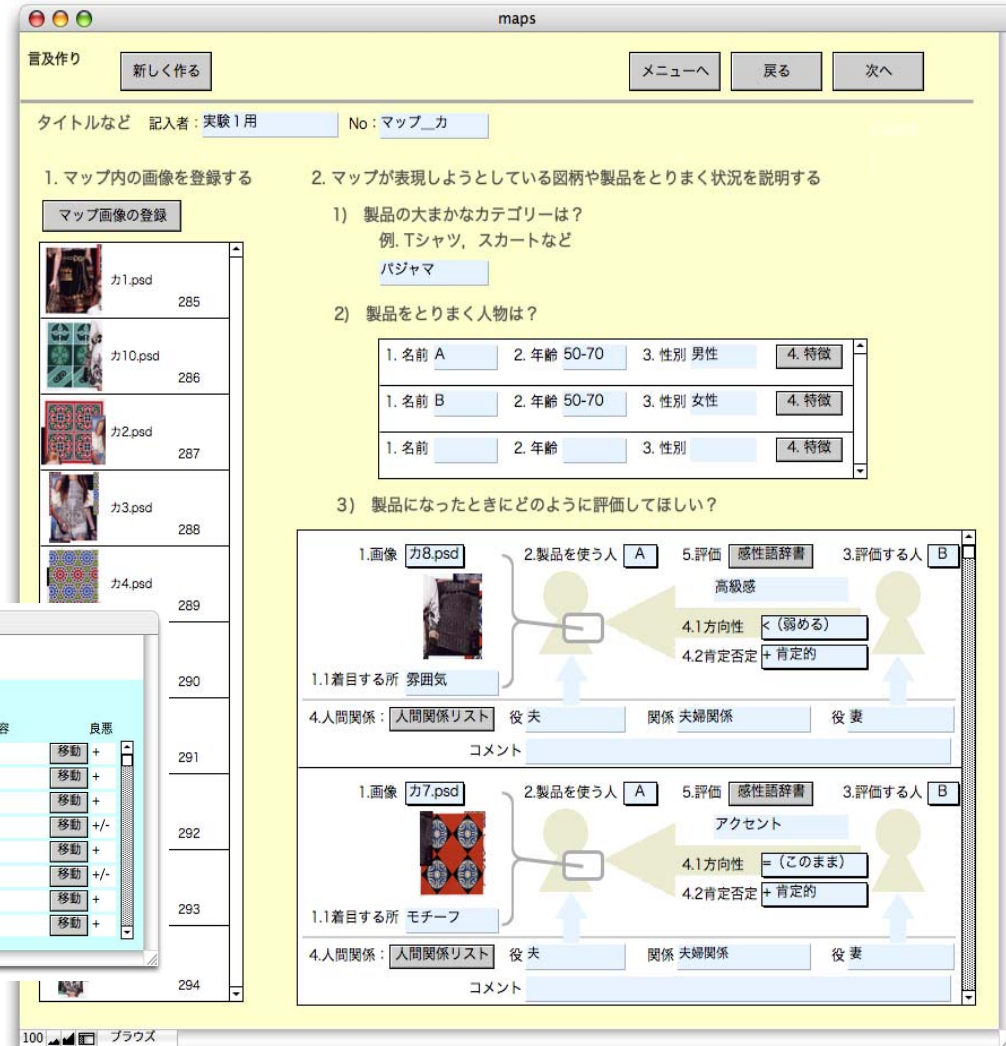 maps
言及作り
新しく作る
メニューへ 戻る 次へ
タイトルなど 記入者：実験1用 No：マップ__カ
1. マップ内の画像を登録する
マップ画像の登録
カ1.psd
285
カ10.psd
286
カ2.psd
287
カ3.psd
288
カ4.psd
289
290
291
292
293
294
2. マップが表現しようとしている図柄や製品をとりまく状況を説明する
1) 製品の大まかなカテゴリーは？
例. Tシャツ，スカートなど
パジャマ
2) 製品をとりまく人物は？
1. 名前 A 2. 年齢 50-70 3. 性別 男性 4. 特徴
1. 名前 B 2. 年齢 50-70 3. 性別 女性 4. 特徴
1. 名前 2. 年齢 3. 性別 4. 特徴
3) 製品になったときにどのように評価してほしい？
1.画像 カ8.psd 2.製品を使う人 A 5.評価 感性語辞書 3.評価する人 B
高級感
4.1方向性 <（弱める）
4.2肯定否定 + 肯定的
1.1着目する所 雰囲気
4.人間関係： 人間関係リスト 役 夫 関係 夫婦関係 役 妻
コメント
1.画像 カ7.psd 2.製品を使う人 A 5.評価 感性語辞書 3.評価する人 B
アクセント
4.1方向性 =（このまま）
4.2肯定否定 + 肯定的
1.1着目する所 モチーフ
4.人間関係： 人間関係リスト 役 夫 関係 夫婦関係 役 妻
コメント
容 良悪
移動 +
移動 +
移動 +
移動 +/-
移動 +
移動 +/-
移動 +
移動 +
100 ブラウズ